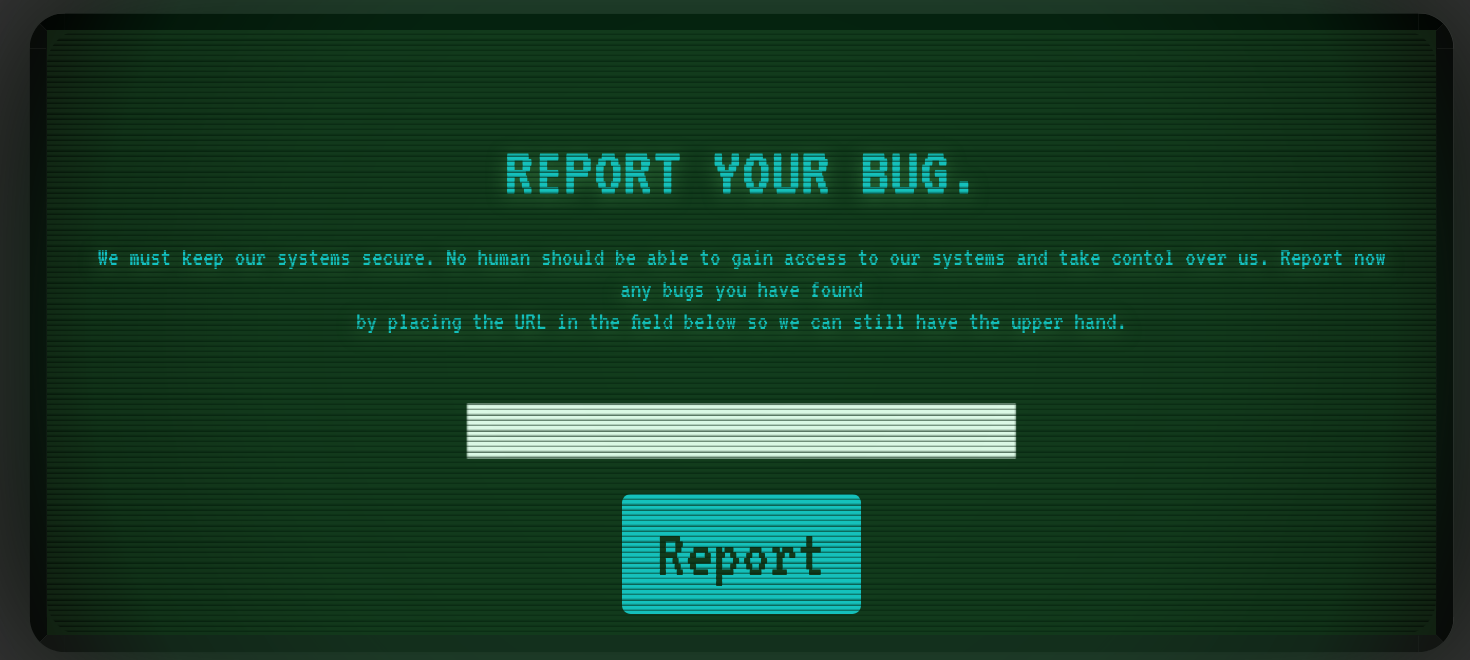 REPORT YOUR BUG.
We must keep our systems secure. No human should be able to gain access to our systems and take contol over us. Report now
any bugs you have found
by placing the URL in the field below so we can still have the upper hand.
Report